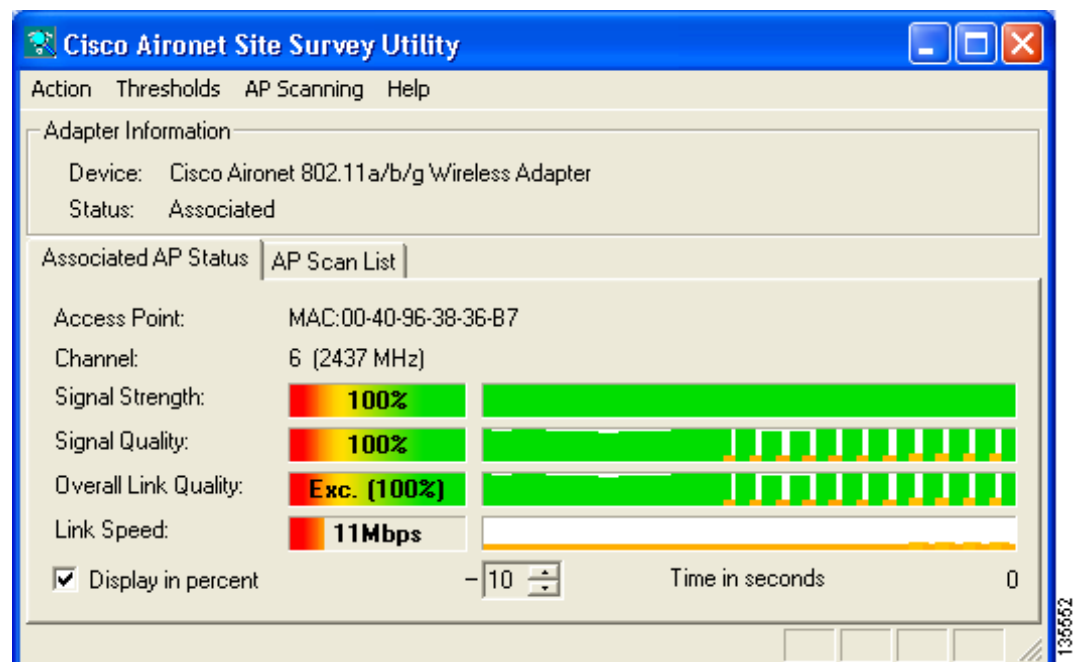 Cisco Aironet Site Survey Utility
Action Thresholds AP Scanning Help
Adapter Information
Device: Cisco Aironet 802.11a/b/g Wireless Adapter
Status: Associated
Associated AP Status AP Scan List
Access Point: MAC:00-40-96-38-36-B7
Channel: 6 (2437 MHz)
Signal Strength: 100%
Signal Quality: 100%
Overall Link Quality: Exc. (100%)
Link Speed: 11Mbps
Display in percent -10 Time in seconds 0
135552